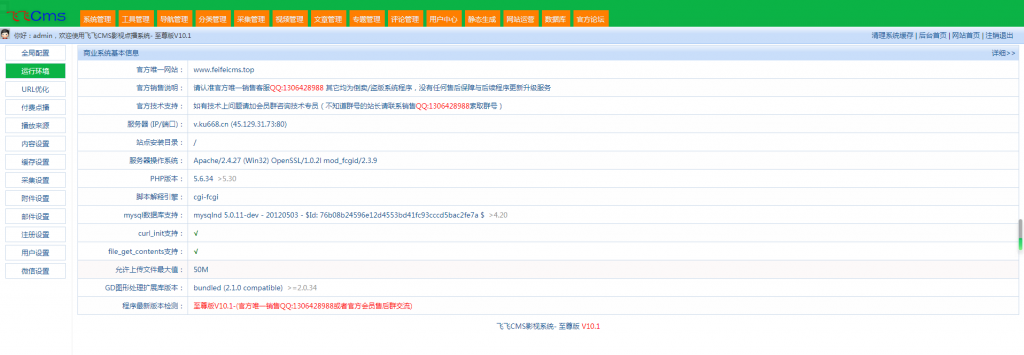 飞飞Cms
系统管理 工具管理 导航管理 分类管理 采集管理 视频管理 文章管理 专题管理 评论管理 用户中心 静态生成 网站运营 数据库 官方论坛
你好：admin，欢迎使用飞飞CMS影视点播系统- 至尊版V10.1
清理系统缓存 | 后台首页 | 网站首页 | 注销退出
全局配置
运行环境
URL优化
付费点播
播放来源
内容设置
缓存设置
采集设置
附件设置
邮件设置
注册设置
用户设置
微信设置
商业系统基本信息 详细>>
官方唯一网站： www.feifeicms.top
官方销售说明： 请认准官方唯一销售客服QQ:1306428988 其它均为倒卖/盗版系统程序，没有任何售后保障与后续程序更新升级服务
官方技术支持： 如有技术上问题请加会员群咨询技术专员（不知道群号的站长请联系销售QQ:1306428988索取群号）
服务器 (IP/端口)： v.ku668.cn (45.129.31.73:80)
站点安装目录： /
服务器操作系统： Apache/2.4.27 (Win32) OpenSSL/1.0.2l mod_fcgid/2.3.9
PHP版本： 5.6.34 >5.30
脚本解释引擎： cgi-fcgi
mysql数据库支持： mysqlnd 5.0.11-dev - 20120503 - $Id: 76b08b24596e12d4553bd41fc93cccd5bac2fe7a $ >4.20
curl_init支持： √
file_get_contents支持： √
允许上传文件最大值： 50M
GD图形处理扩展库版本： bundled (2.1.0 compatible) >=2.0.34
程序最新版本检测： 至尊版V10.1-(官方唯一销售QQ:1306428988或者官方会员售后群交流)
飞飞CMS影视系统- 至尊版 V10.1